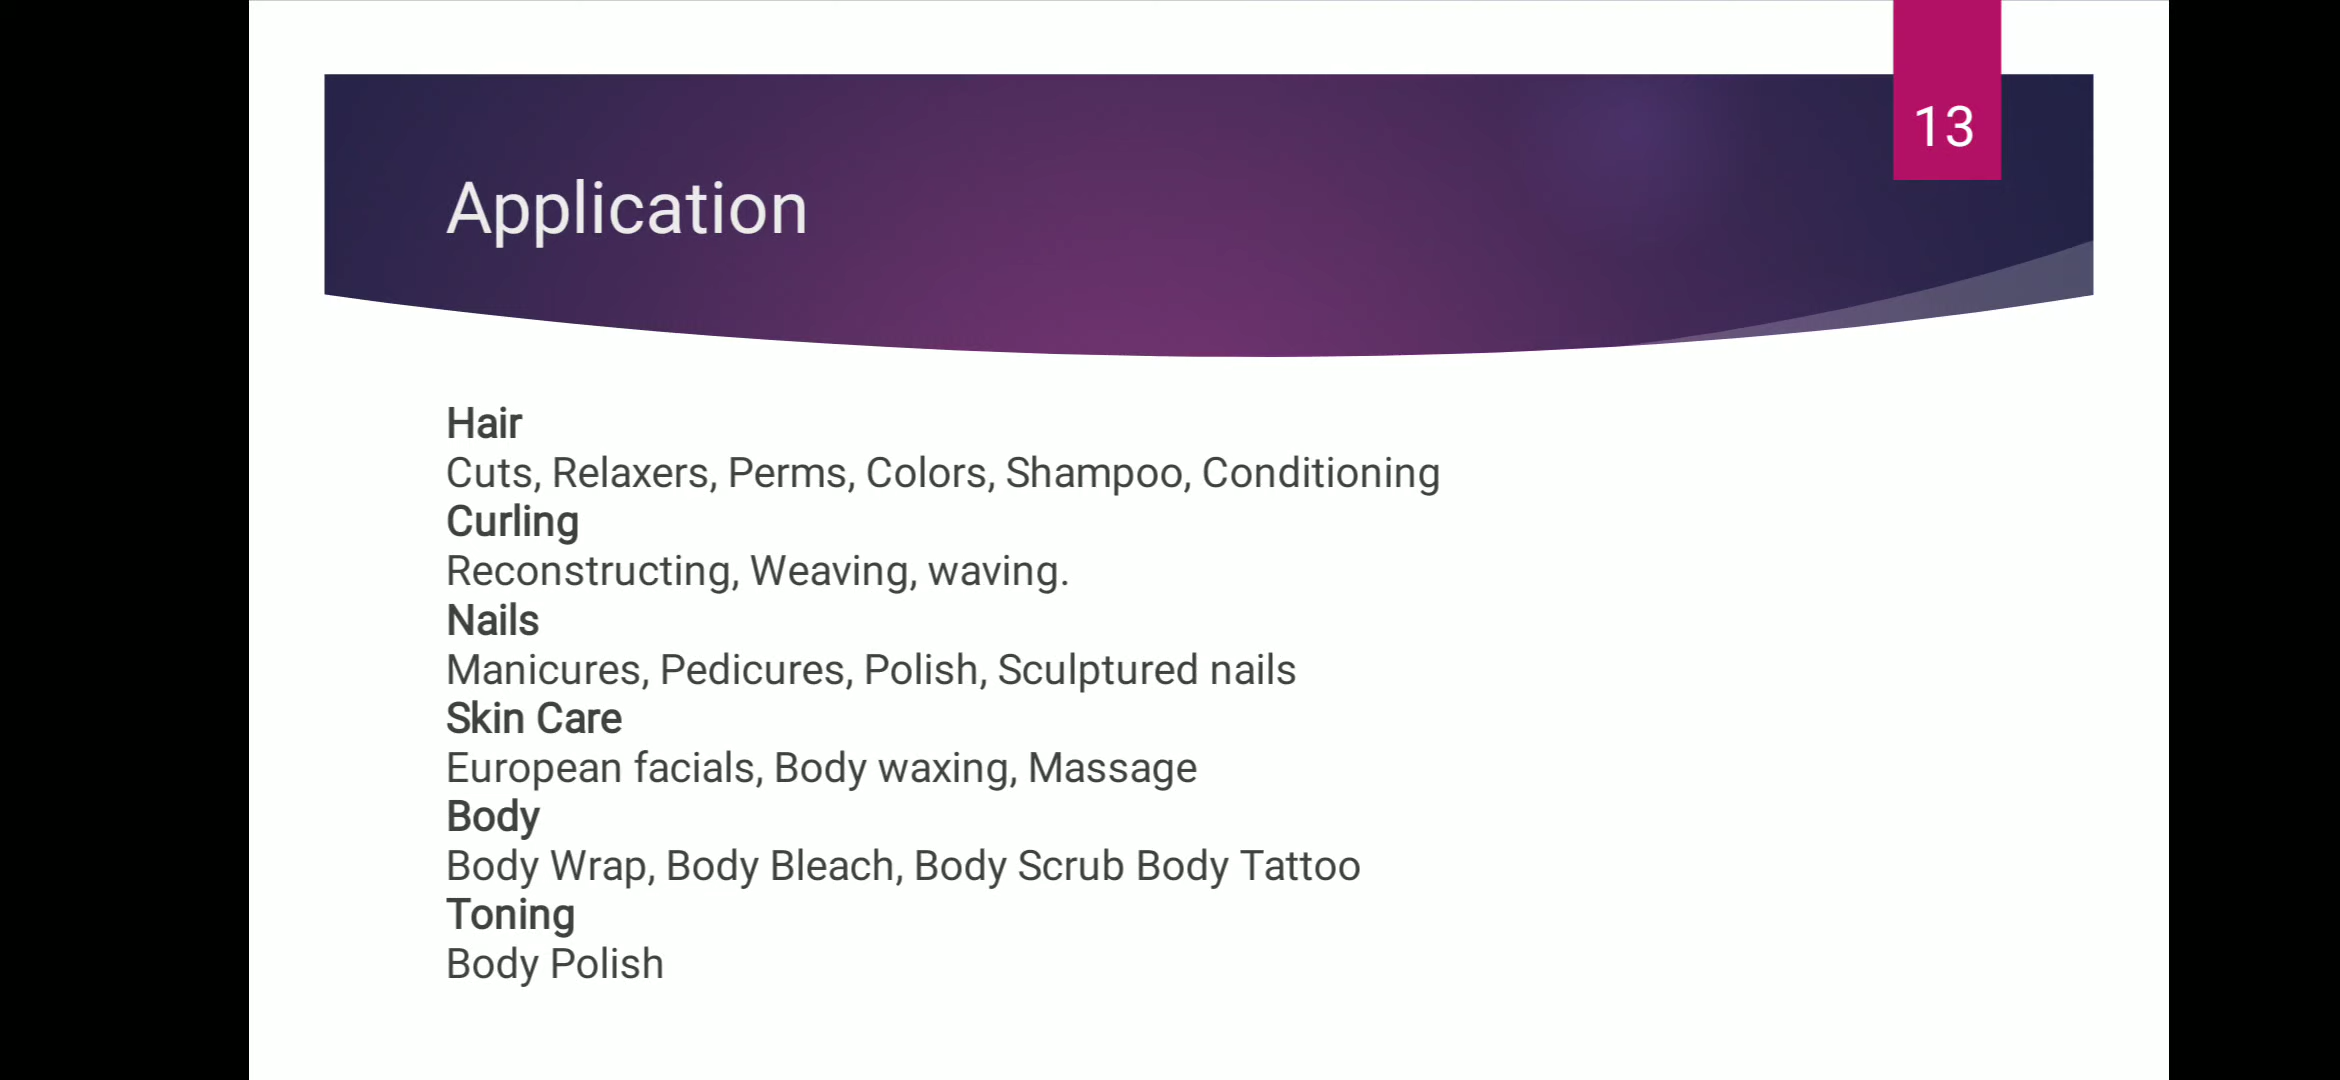 13
Application
Hair
Cuts, Relaxers, Perms, Colors, Shampoo, Conditioning
Curling
Reconstructing, Weaving, waving.
Nails
Manicures, Pedicures, Polish, Sculptured nails
Skin Care
European facials, Body waxing, Massage
Body
Body Wrap, Body Bleach, Body Scrub Body Tattoo
Toning
Body Polish